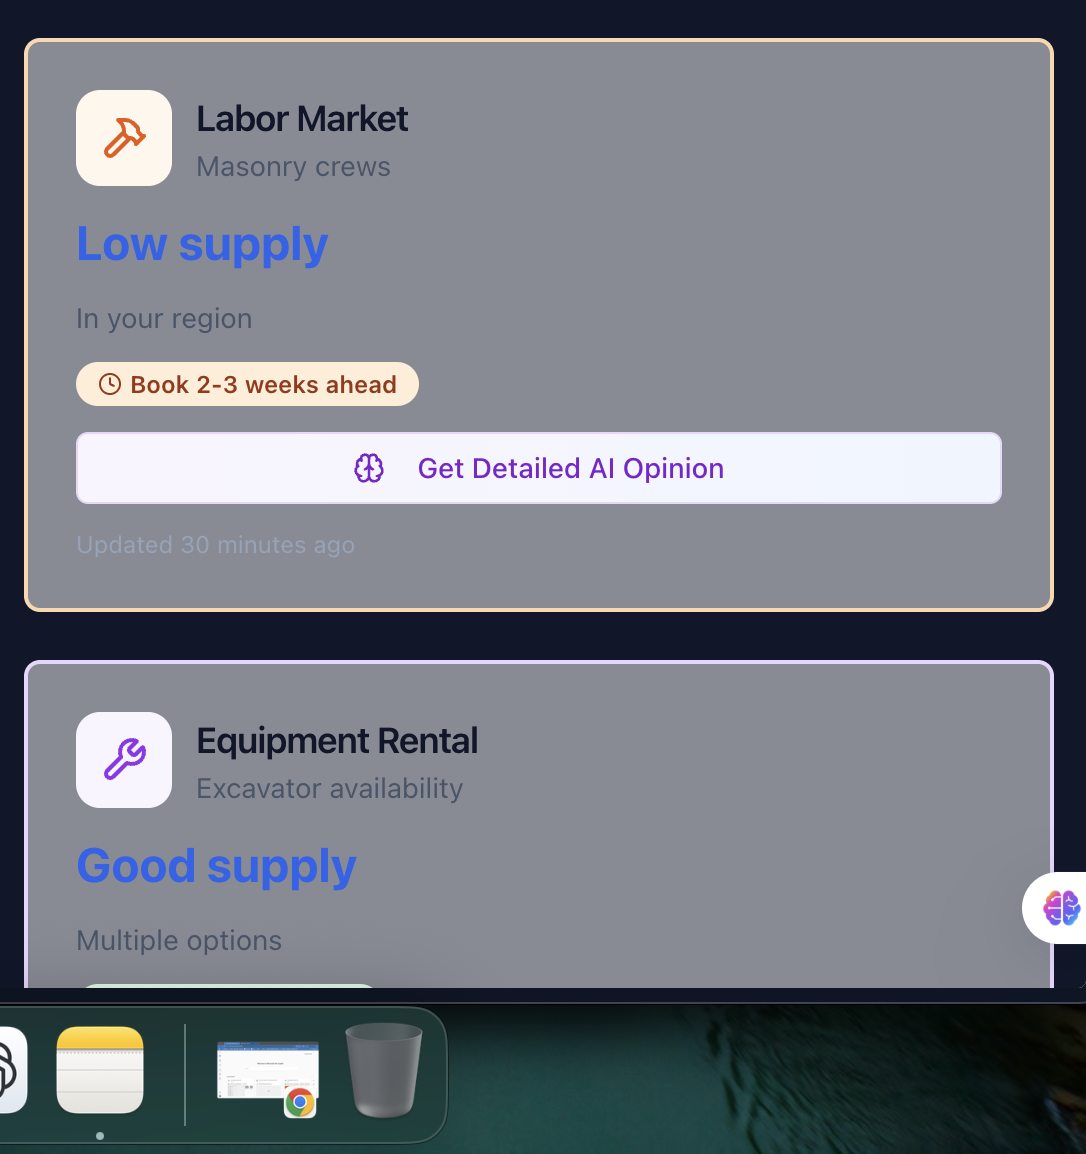 Labor Market
Masonry crews
Low supply
In your region
Book 2-3 weeks ahead
Get Detailed AI Opinion
Updated 30 minutes ago
Equipment Rental
Excavator availability
Good supply
Multiple options